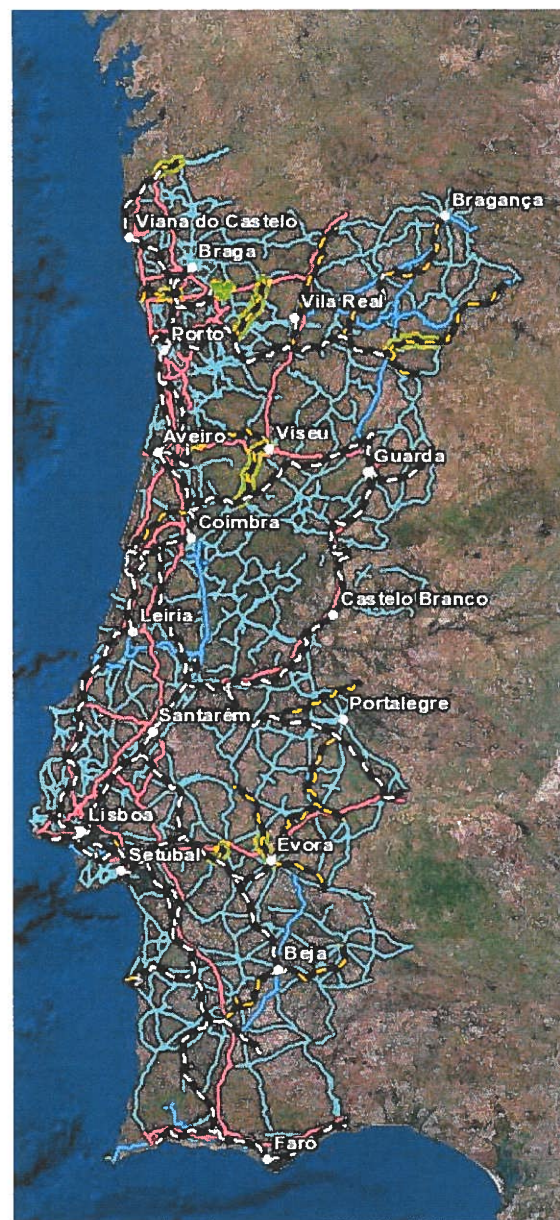 Bragança
Viana do Castelo
Braga
Vila Real
Porto
Aveiro
Viseu
Guarda
Coimbra
Castelo Branco
Leiria
Portalegre
Santarém
Lisboa
Évora
Setúbal
Beja
Faro